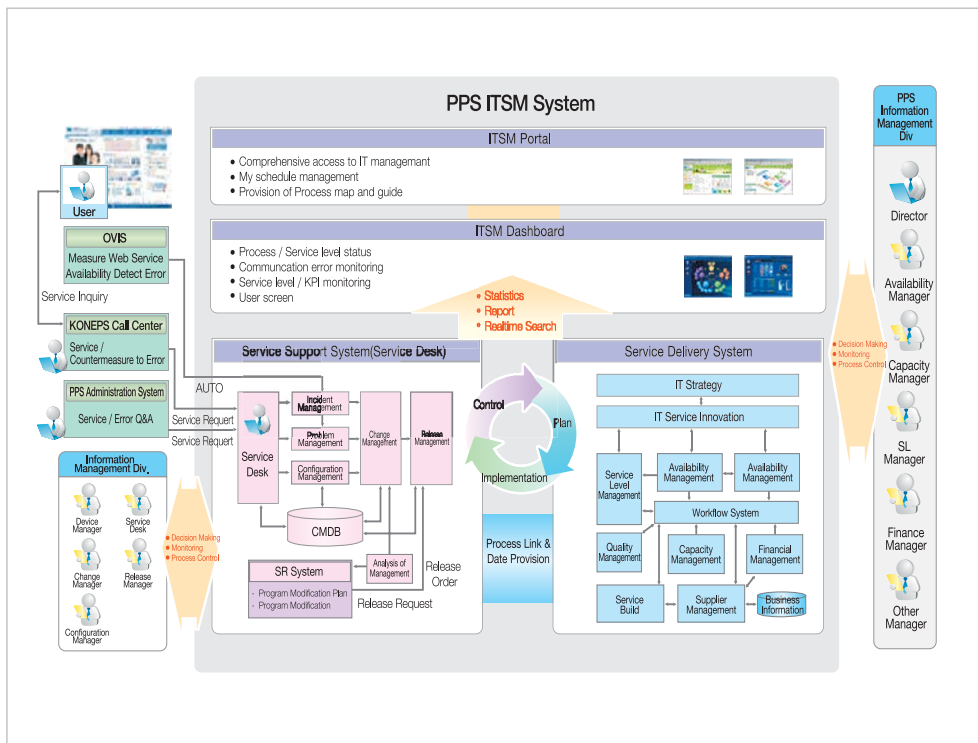 PPS ITSM System
ITSM Portal
• Comprehensive access to IT managemant
• My schedule management
• Provision of Process map and guide
ITSM Dashboard
• Process / Service level status
• Communcation error monitoring
• Service level / KPI monitoring
• User screen
• Statistics
• Report
• Realtime Search
User
OVIS
Measure Web Service
Availability Detect Error
Service Inquiry
KONEPS Call Center
Service /
Countermeasure to Error
PPS Administration System
Service / Error Q&A
AUTO
Service Requret
Service Requert
Information
Management Div.
Device
Manager
Service
Desk
Change
Manager
Release
Manager
Configuration
Manager
• Decision Making
• Monitoring
• Process Control
Service Support System(Service Desk)
Service
Desk
Incident
Management
Problem
Management
Configuration
Management
Change
Management
Release
Management
CMDB
SR System
- Program Modification Plan
- Program Modification
Analysis of
Management
Release
Order
Release Request
Control
Plan
Implementation
Process Link &
Date Provision
Service Delivery System
IT Strategy
IT Service Innovation
Service
Level
Management
Availability
Management
Availability
Management
Workflow System
Quality
Management
Capacity
Management
Financial
Management
Service
Build
Supplier
Management
Business
Information
• Decision Making
• Monitoring
• Process Control
PPS
Information
Management
Div
Director
Availability
Manager
Capacity
Manager
SL
Manager
Finance
Manager
Other
Manager